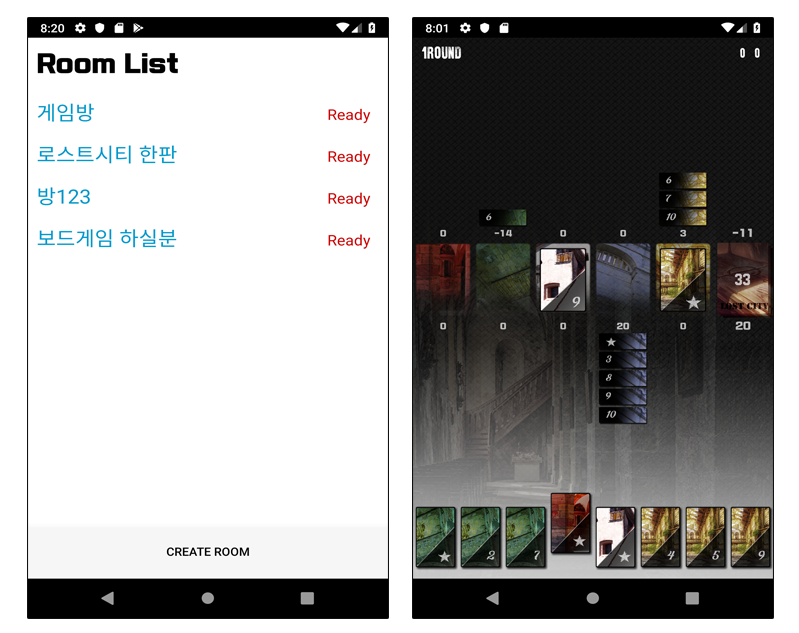 8:20
Room List
게임방 Ready
로스트시티 한판 Ready
방123 Ready
보드게임 하실분 Ready
CREATE ROOM
8:01
1ROUND 0 0
6
7
6 10
0 -14 0 0 3 -11
9 ★ 33
LOST CITY
0 0 0 20 0 20
★
3
8
9
10
★ 2 7 ★ ★ 4 5 9